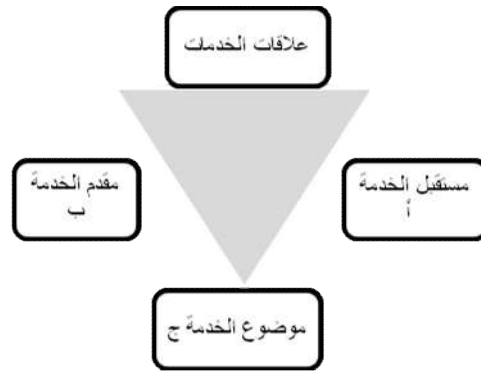 علاقات الخدمات
مستقبل الخدمة
أ
مقدم الخدمة
ب
موضوع الخدمة ج